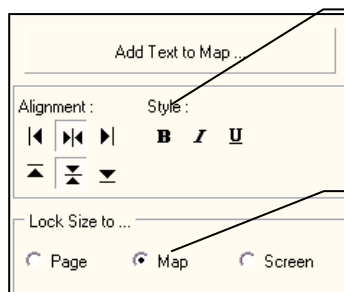 Add Text to Map ...
Alignment : Style :
B I U
Lock Size to ...
Page Map Screen